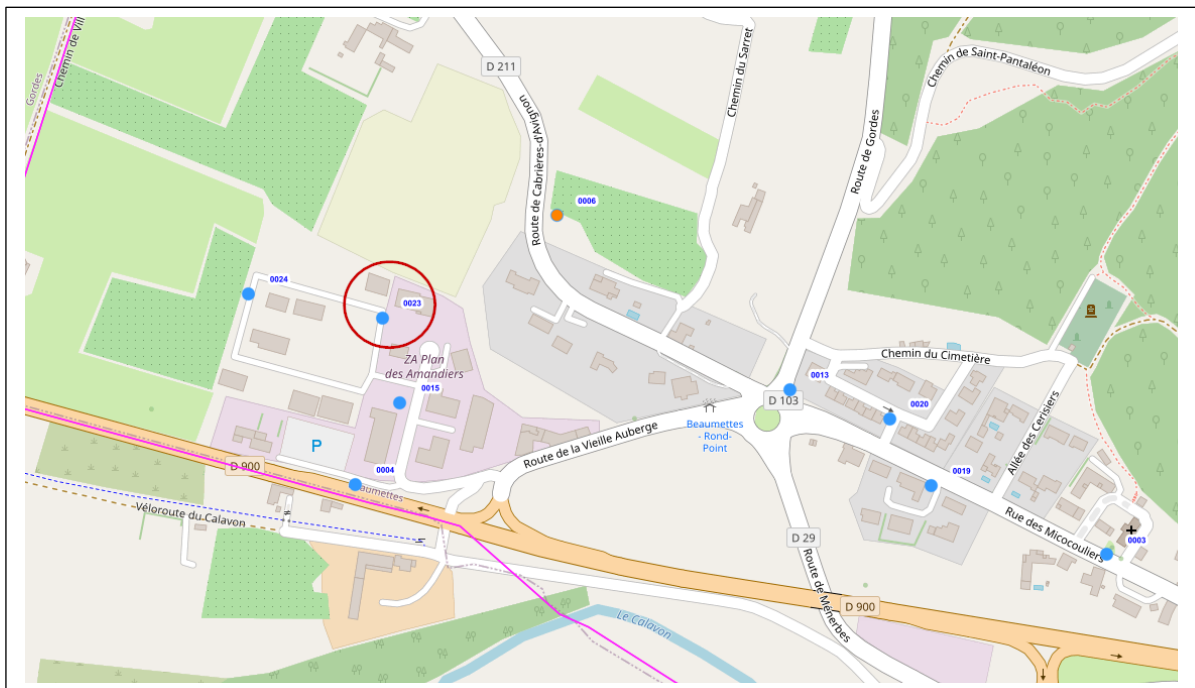 Gordes
Chemin de Vill
D 211
Route de Cabrières-d'Avignon
Chemin du Sarret
Route de Gordes
Chemin de Saint-Pantaléon
0006
0024
0023
ZA Plan
des Amandiers
0015
0013
D 103
Chemin du Cimetière
0020
Beaumettes
- Rond-
Point
Allée des Cerisiers
Route de la Vieille Auberge
P
0004
D 900
aumettes
0019
Rue des Micocouliers
0003
Véloroute du Calavon
D 29
Route de Ménerbes
D 900
Le Calavon